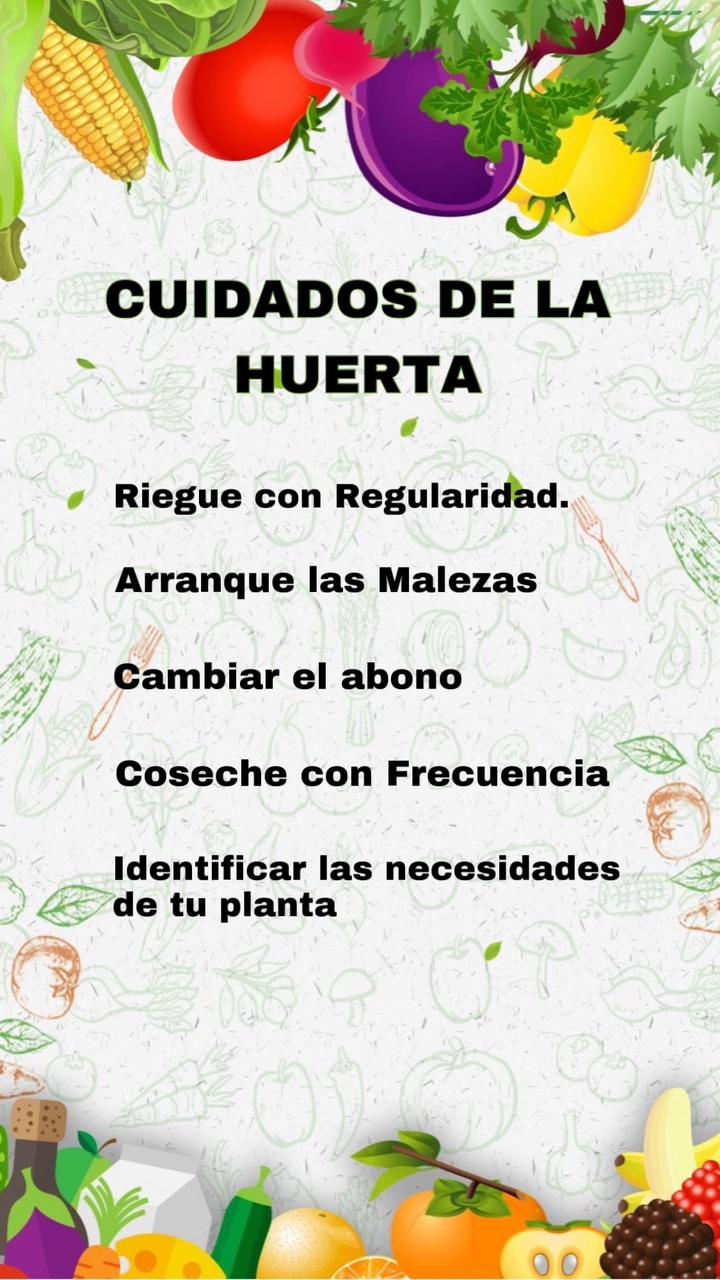 CUIDADOS DE LA
HUERTA
Riegue con Regularidad.
Arranque las Malezas
Cambiar el abono
Coseche con Frecuencia
Identificar las necesidades
de tu planta